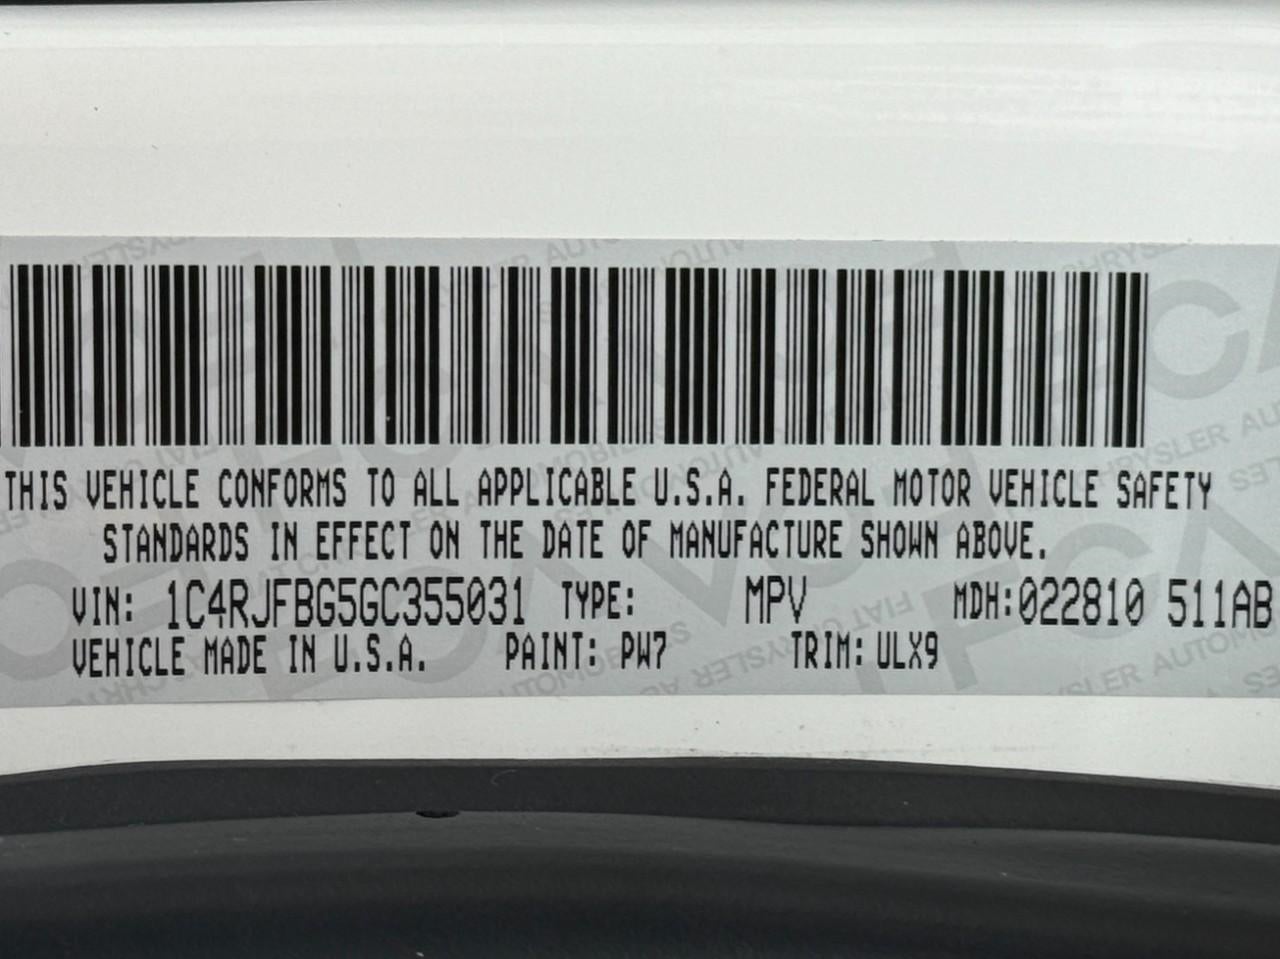 THIS VEHICLE CONFORMS TO ALL APPLICABLE U.S.A. FEDERAL MOTOR VEHICLE SAFETY
STANDARDS IN EFFECT ON THE DATE OF MANUFACTURE SHOWN ABOVE.
VIN: 1C4RJFBG5GC355031 TYPE: MPV MDH:022810 511AB
VEHICLE MADE IN U.S.A. PAINT: PW7 TRIM: ULX9